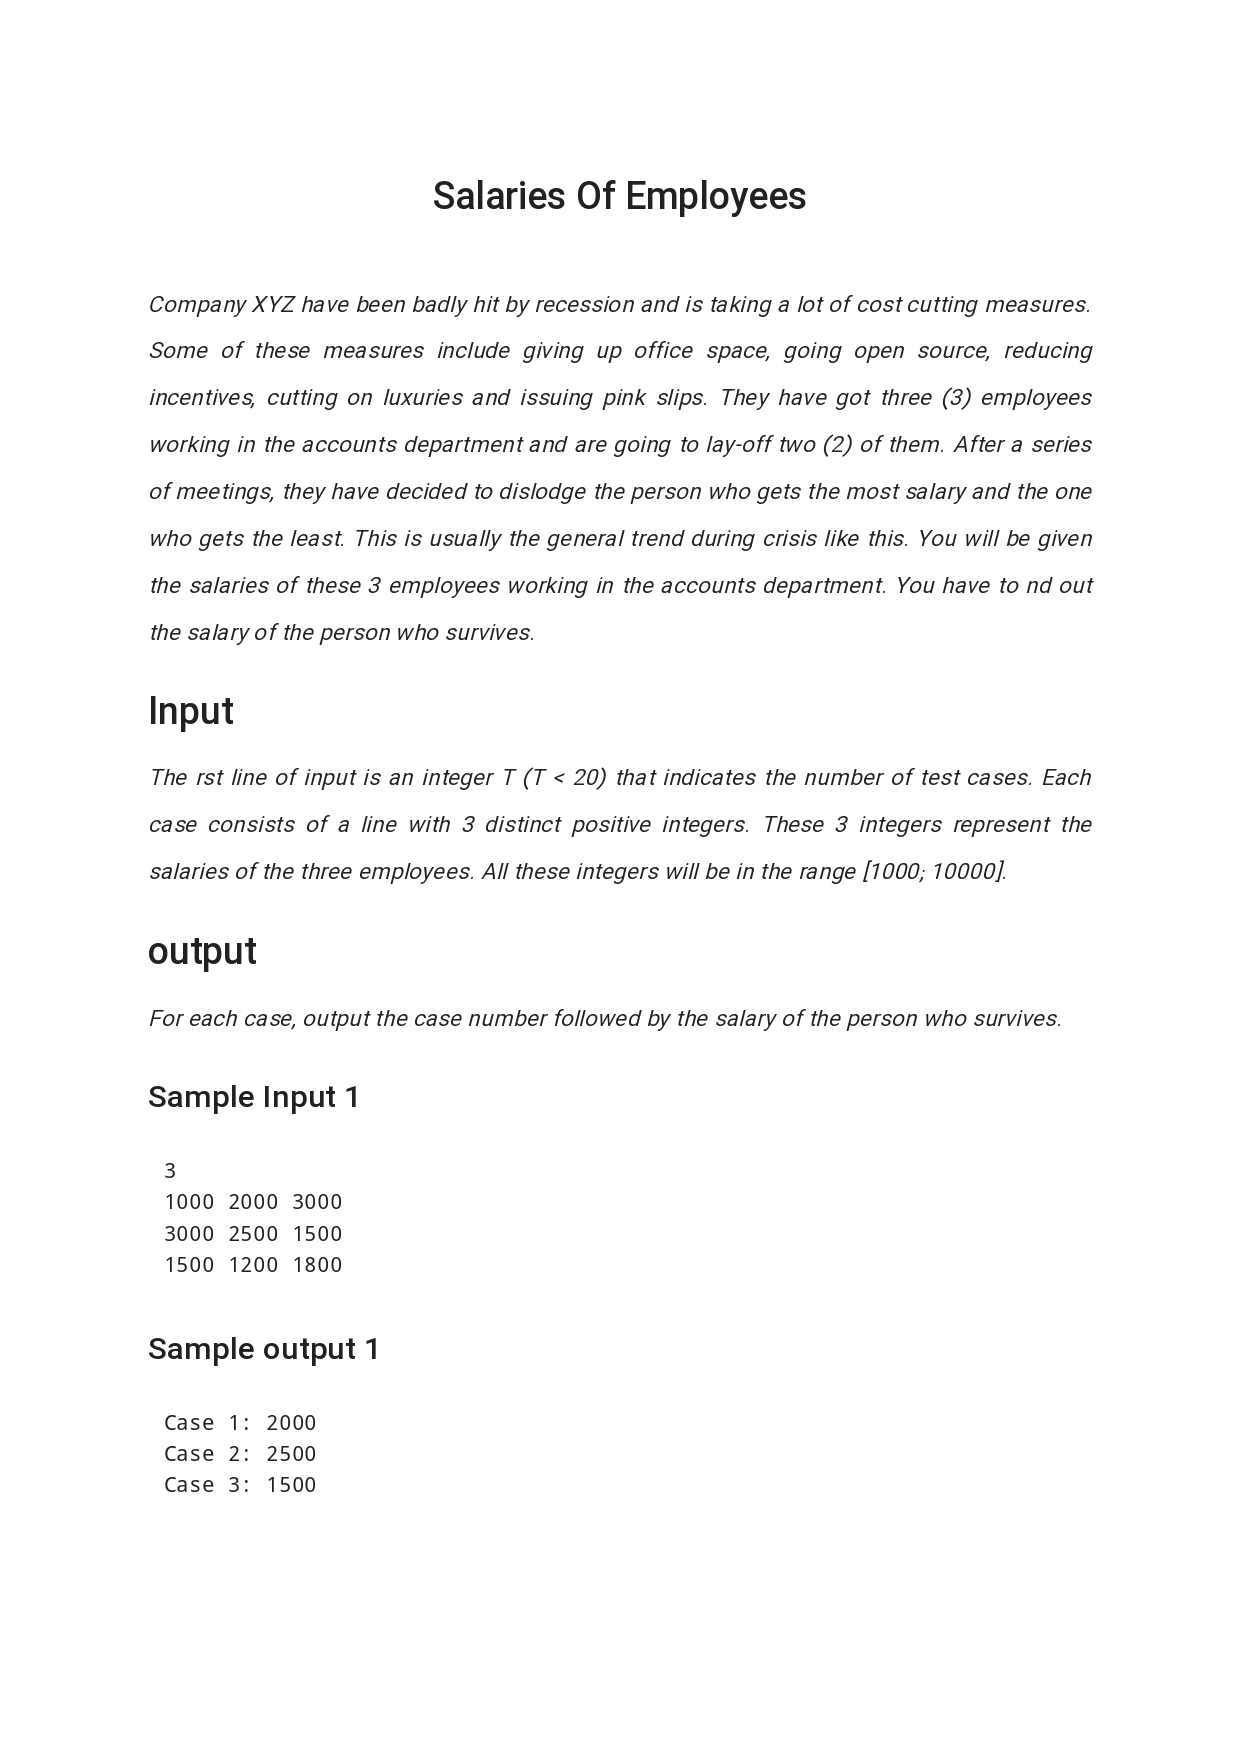 Salaries Of Employees
Company XYZ have been badly hit by recession and is taking a lot of cost cutting measures.
Some of these measures include giving up office space, going open source, reducing
incentives, cutting on luxuries and issuing pink slips. They have got three (3) employees
working in the accounts department and are going to lay-off two (2) of them. After a series
of meetings, they have decided to dislodge the person who gets the most salary and the one
who gets the least. This is usually the general trend during crisis like this. You will be given
the salaries of these 3 employees working in the accounts department. You have to nd out
the salary of the person who survives.
Input
The rst line of input is an integer T (T < 20) that indicates the number of test cases. Each
case consists of a line with 3 distinct positive integers. These 3 integers represent the
salaries of the three employees. All these integers will be in the range [1000; 10000].
output
For each case, output the case number followed by the salary of the person who survives.
Sample Input 1
3
1000 2000 3000
3000 2500 1500
1500 1200 1800
Sample output 1
Case 1: 2000
Case 2: 2500
Case 3: 1500